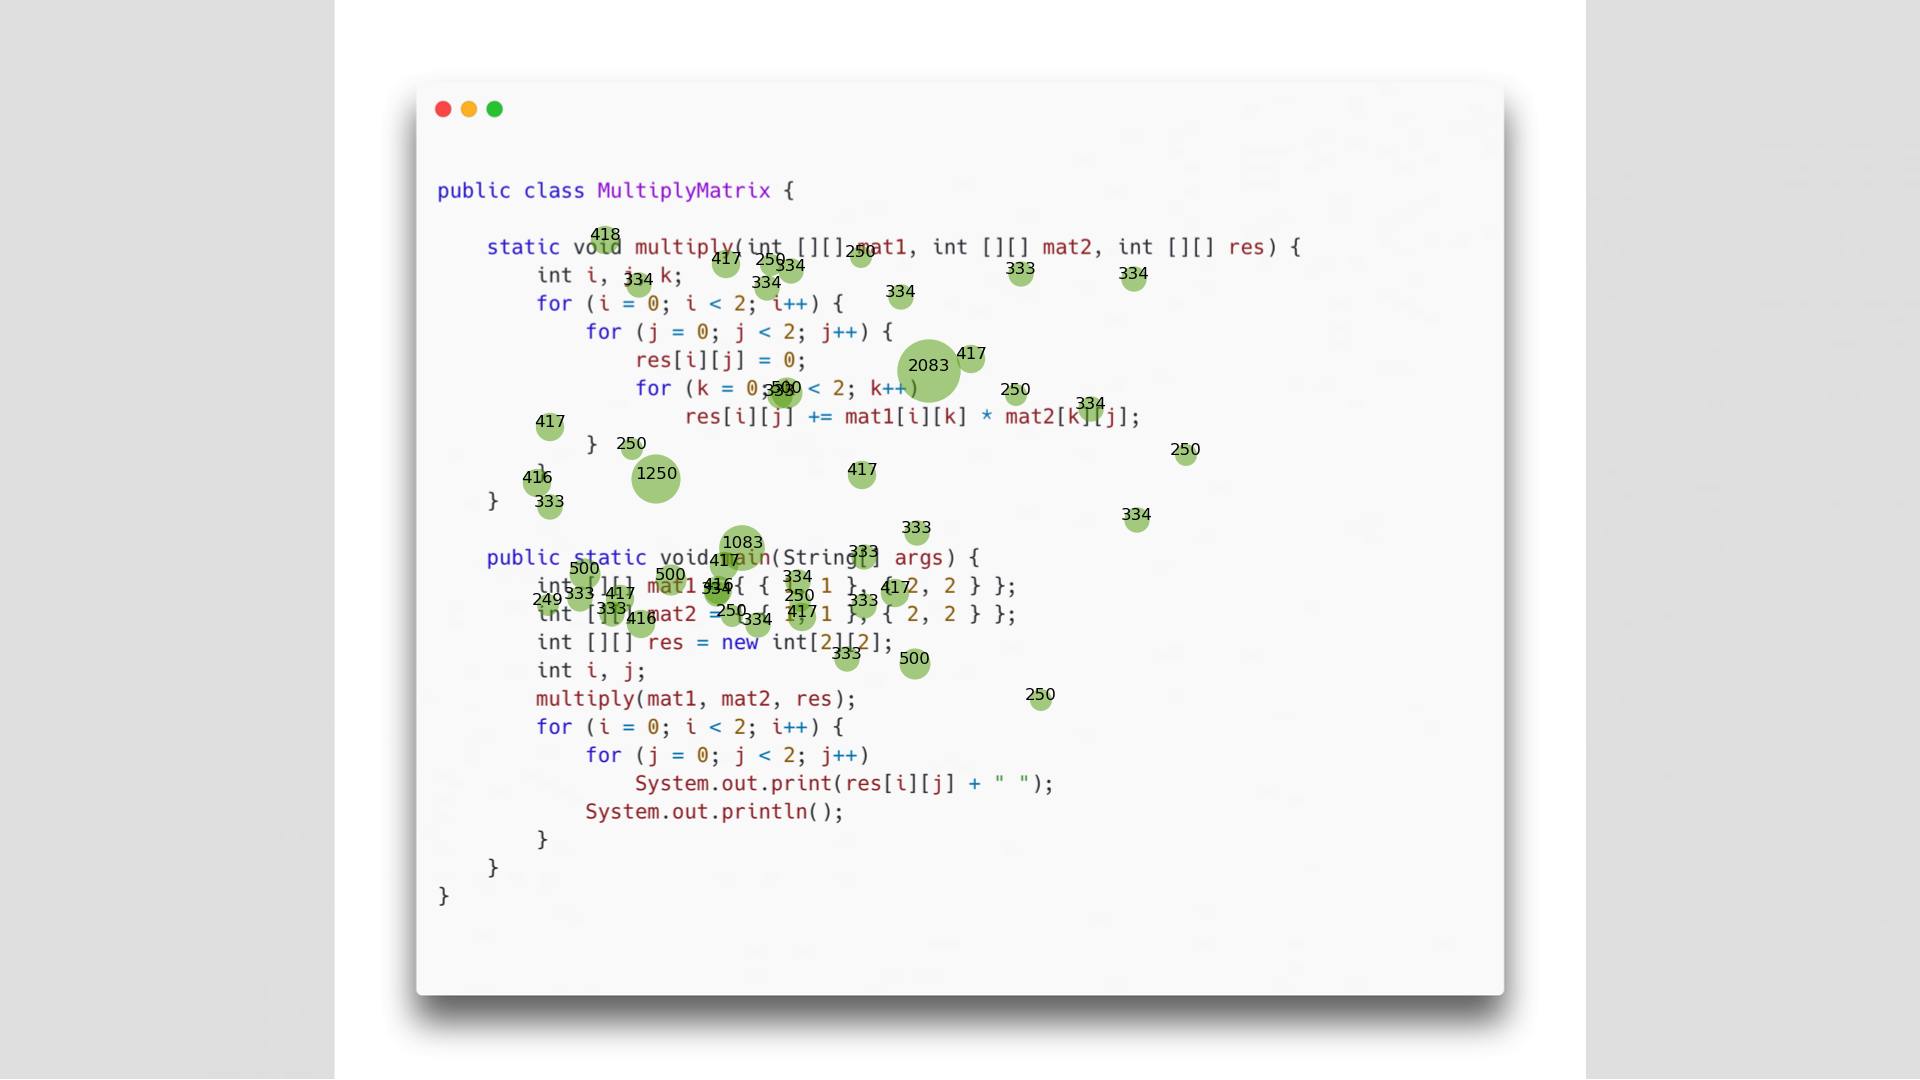 public class MultiplyMatrix {
418
static void multiply(int [][] mat1, int [][] mat2, int [][] res) {
250
417 250 334 333 334
int i, j, k;
334 334
334
for (i = 0; i < 2; i++) {
for (j = 0; j < 2; j++) {
417
2083
res[i][j] = 0;
for (k = 0; < 2; k++)
333 500 250
334
res[i][j] += mat1[i][k] * mat2[k][j];
417
} 250
250
}
416 1250 417
333
}
334
333
1083
333
public static void main(String[] args) {
417
500 500 334
int [][] mat1 { { 1 }, { 2, 2 } };
334 416 417
249 333 417 250 333
333 250
int [][] mat2 = { 1, 1 }, { 2, 2 } };
416 334 417
int [][] res = new int[2][2];
333 500
int i, j;
250
multiply(mat1, mat2, res);
for (i = 0; i < 2; i++) {
for (j = 0; j < 2; j++)
System.out.print(res[i][j] + " ");
System.out.println();
}
}
}